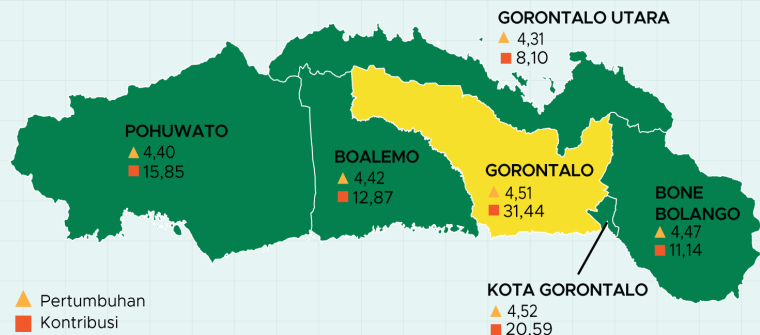 GORONTALO UTARA
4,31
8,10
POHUWATO
4,40
15,85
BOALEMO
4,42
12,87
GORONTALO
4,51
31,44
BONE
BOLANGO
4,47
11,14
KOTA GORONTALO
4,52
20,59
Pertumbuhan
Kontribusi